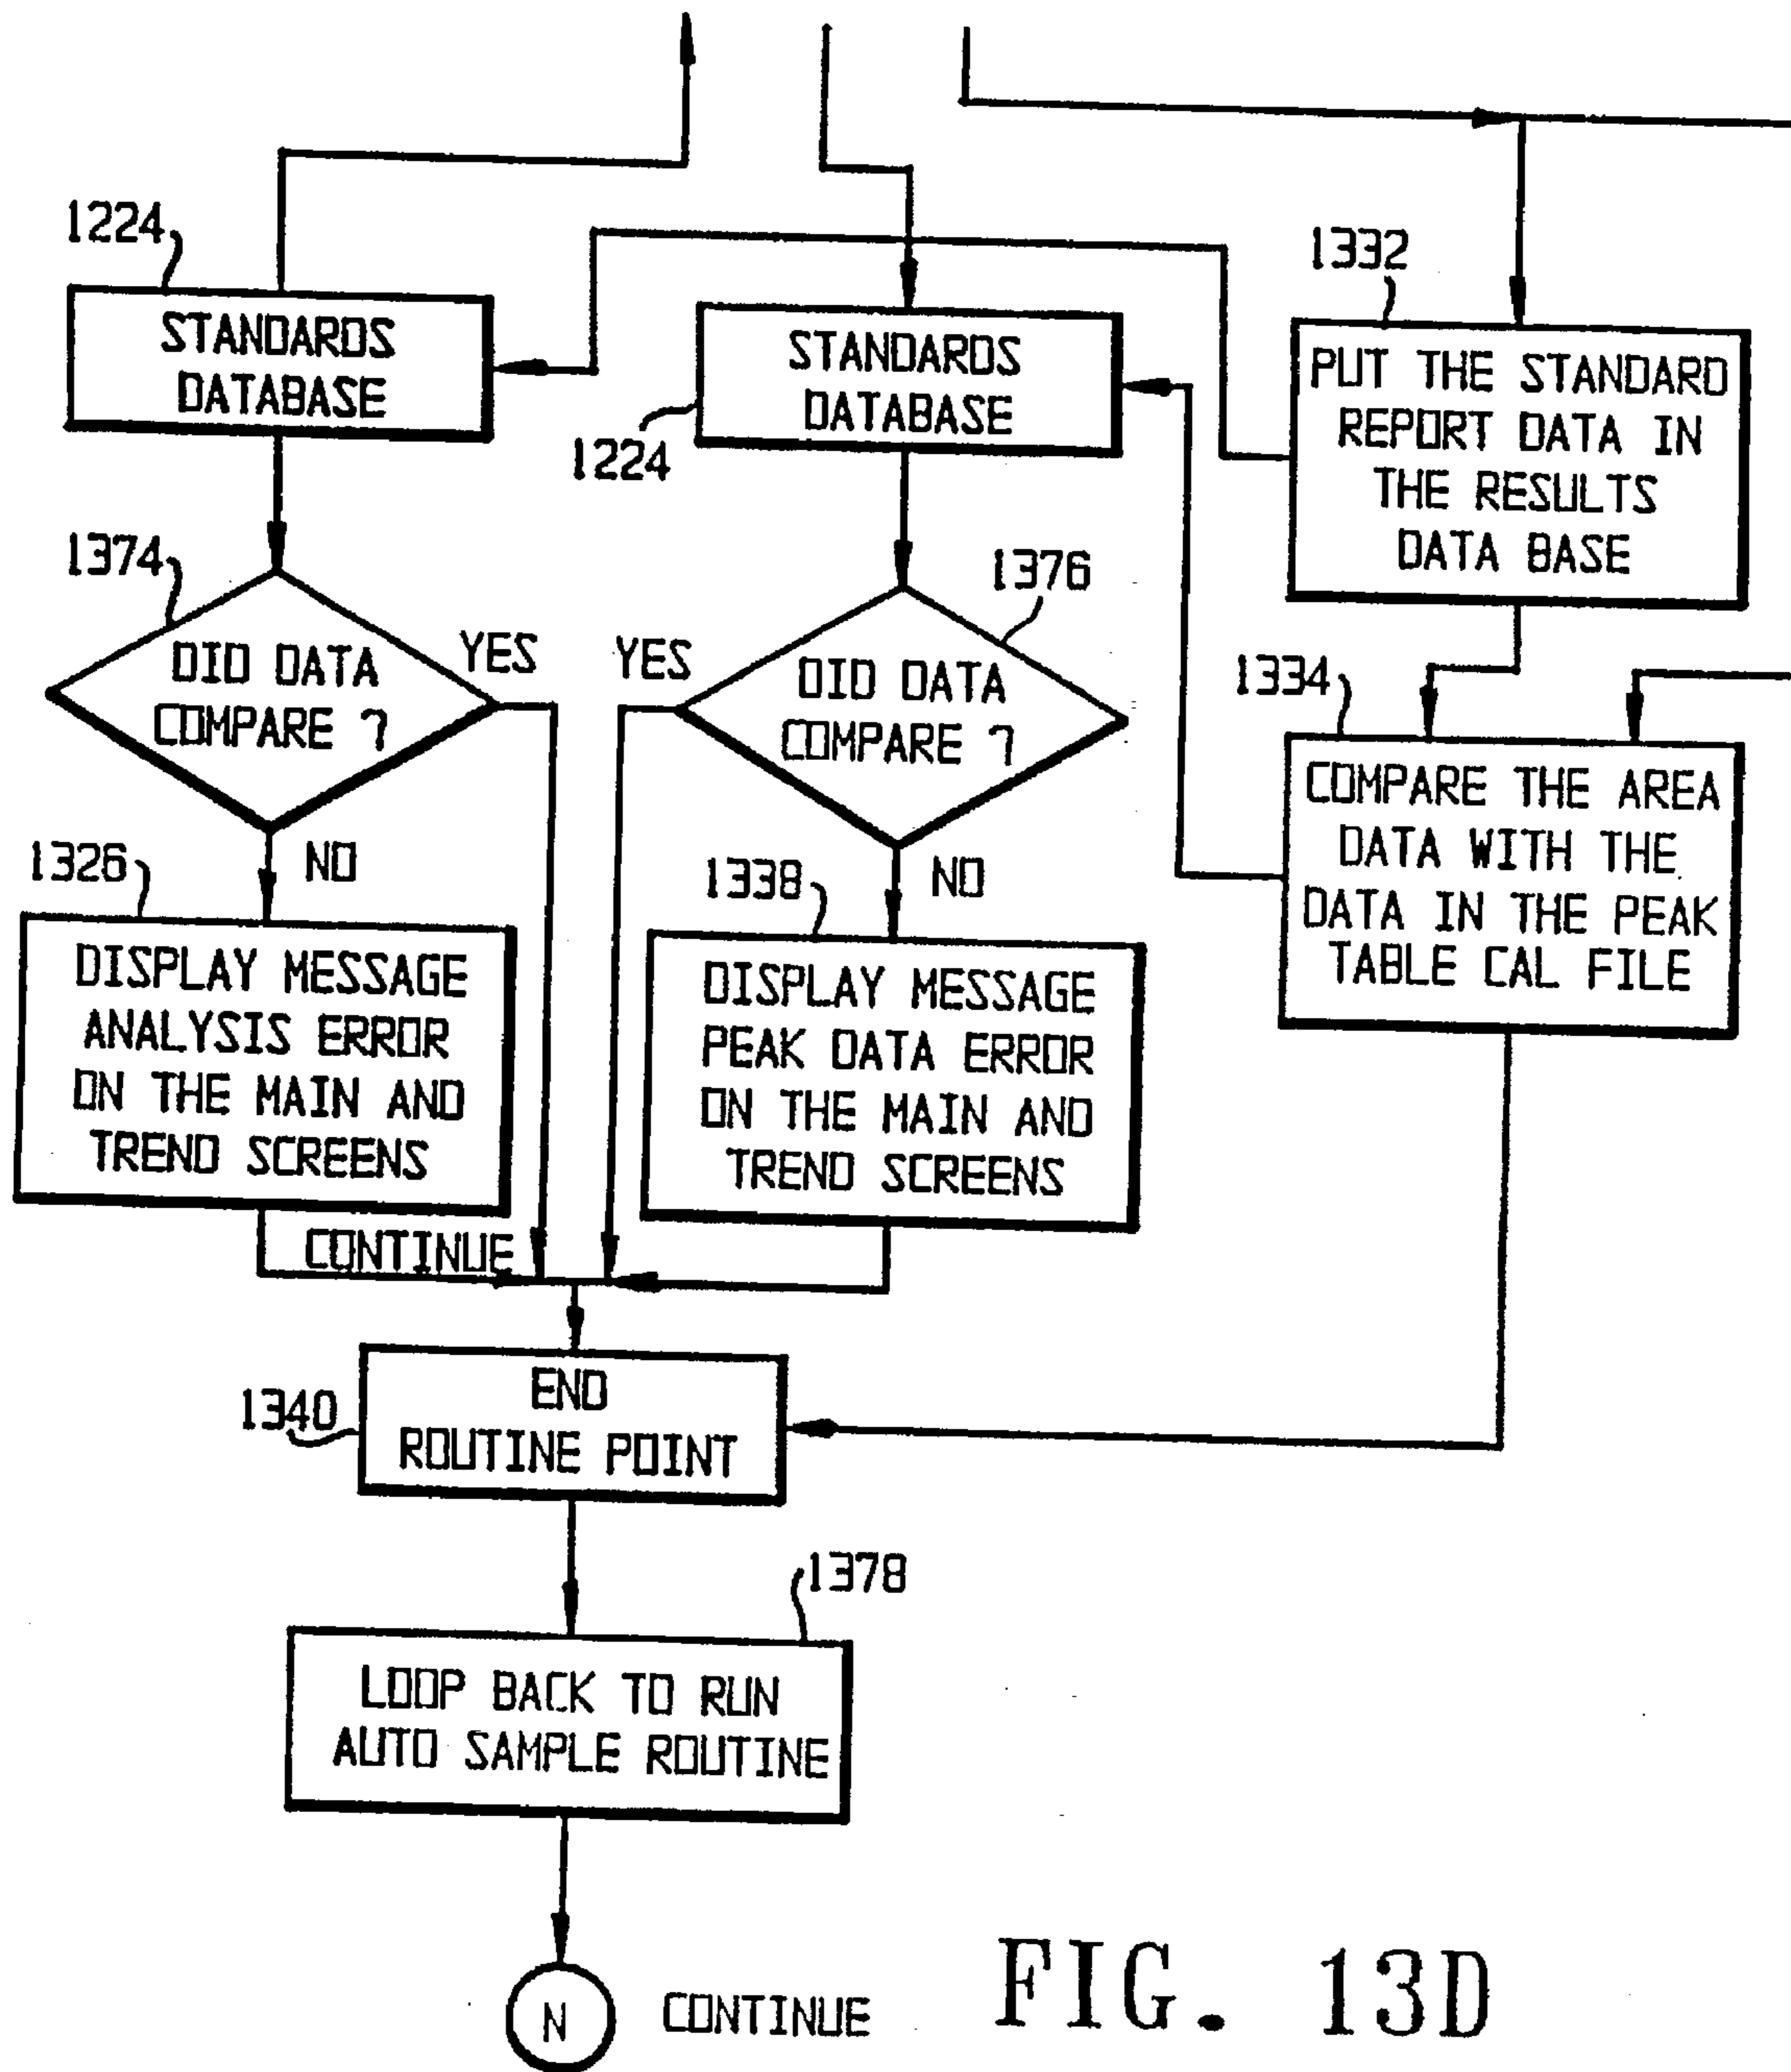 1224
STANDARDS
DATABASE
STANDARDS
DATABASE
1224
1332
PUT THE STANDARD
REPORT DATA IN
THE RESULTS
DATA BASE
1374
DID DATA
COMPARE ?
YES
YES
1376
DID DATA
COMPARE ?
1334
COMPARE THE AREA
DATA WITH THE
DATA IN THE PEAK
TABLE CAL FILE
NO
1326
DISPLAY MESSAGE
ANALYSIS ERROR
ON THE MAIN AND
TREND SCREENS
NO
1338
DISPLAY MESSAGE
PEAK DATA ERROR
ON THE MAIN AND
TREND SCREENS
CONTINUE
1340
END
ROUTINE POINT
1378
LOOP BACK TO RUN
AUTO SAMPLE ROUTINE
N
CONTINUE
FIG. 13D